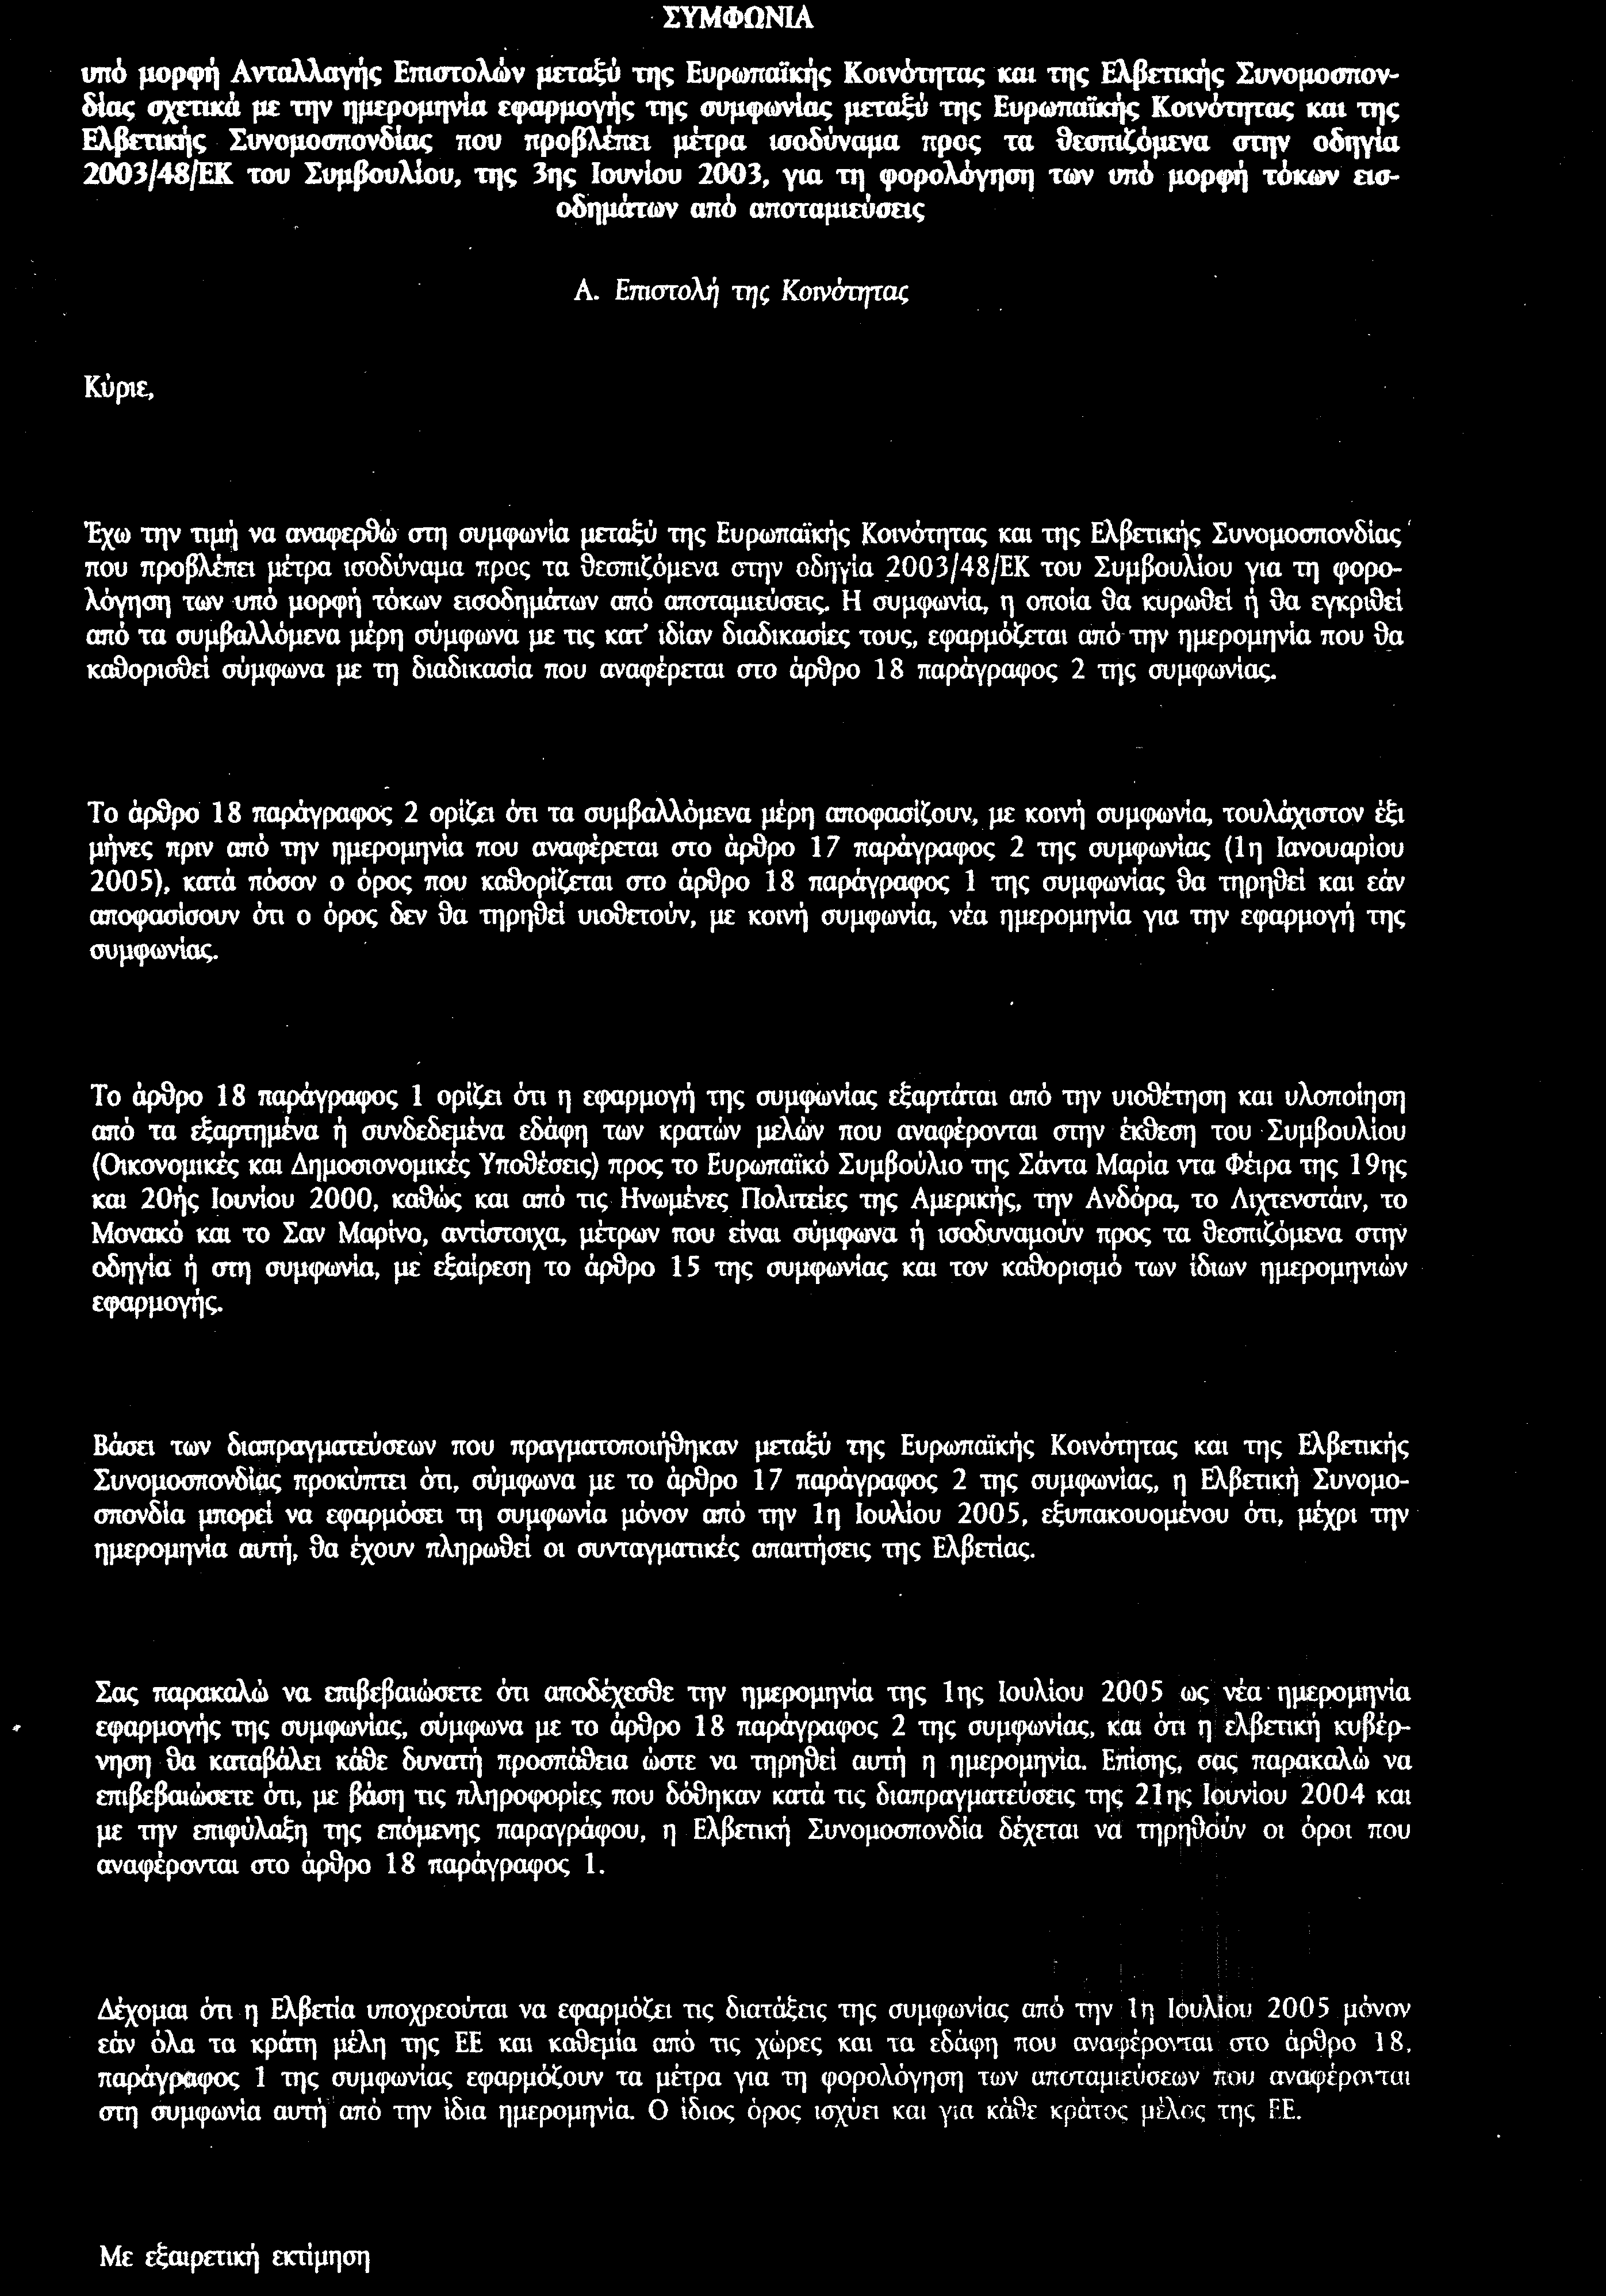 ΣΥΜΦΩΝΙΑ
υπό μορφή Ανταλλαγής Επιστολών μεταξύ της Ευρωπαϊκής Κοινότητας και της Ελβετικής Συνομοσπον-
δίας σχετικά με την ημερομηνία εφαρμογής της συμφωνίας μεταξύ της Ευρωπαϊκής Κοινότητας και της
Ελβετικής Συνομοσπονδίας που προβλέπει μέτρα ισοδύναμα προς τα θεσπιζόμενα στην οδηγία
2003/48/ΕΚ του Συμβουλίου, της 3ης Ιουνίου 2003, για τη φορολόγηση των υπό μορφή τόκων εισ-
οδημάτων από αποταμιεύσεις
Α. Επιστολή της Κοινότητας
Κύριε,
Έχω την τιμή να αναφερθώ στη συμφωνία μεταξύ της Ευρωπαϊκής Κοινότητας και της Ελβετικής Συνομοσπονδίας
που προβλέπει μέτρα ισοδύναμα προς τα θεσπιζόμενα στην οδηγία 2003/48/ΕΚ του Συμβουλίου για τη φορο-
λόγηση των υπό μορφή τόκων εισοδημάτων από αποταμιεύσεις. Η συμφωνία, η οποία θα κυρωθεί ή θα εγκριθεί
από τα συμβαλλόμενα μέρη σύμφωνα με τις κατ’ ιδίαν διαδικασίες τους, εφαρμόζεται από την ημερομηνία που θα
καθορισθεί σύμφωνα με τη διαδικασία που αναφέρεται στο άρθρο 18 παράγραφος 2 της συμφωνίας.
Το άρθρο 18 παράγραφος 2 ορίζει ότι τα συμβαλλόμενα μέρη αποφασίζουν, με κοινή συμφωνία, τουλάχιστον έξι
μήνες πριν από την ημερομηνία που αναφέρεται στο άρθρο 17 παράγραφος 2 της συμφωνίας (1η Ιανουαρίου
2005), κατά πόσον ο όρος που καθορίζεται στο άρθρο 18 παράγραφος 1 της συμφωνίας θα τηρηθεί και εάν
αποφασίσουν ότι ο όρος δεν θα τηρηθεί υιοθετούν, με κοινή συμφωνία, νέα ημερομηνία για την εφαρμογή της
συμφωνίας.
Το άρθρο 18 παράγραφος 1 ορίζει ότι η εφαρμογή της συμφωνίας εξαρτάται από την υιοθέτηση και υλοποίηση
από τα εξαρτημένα ή συνδεδεμένα εδάφη των κρατών μελών που αναφέρονται στην έκθεση του Συμβουλίου
(Οικονομικές και Δημοσιονομικές Υποθέσεις) προς το Ευρωπαϊκό Συμβούλιο της Σάντα Μαρία ντα Φέιρα της 19ης
και 20ής Ιουνίου 2000, καθώς και από τις Ηνωμένες Πολιτείες της Αμερικής, την Ανδόρα, το Λιχτενστάιν, το
Μονακό και το Σαν Μαρίνο, αντίστοιχα, μέτρων που είναι σύμφωνα ή ισοδυναμούν προς τα θεσπιζόμενα στην
οδηγία ή στη συμφωνία, με εξαίρεση το άρθρο 15 της συμφωνίας και τον καθορισμό των ίδιων ημερομηνιών
εφαρμογής.
Βάσει των διαπραγματεύσεων που πραγματοποιήθηκαν μεταξύ της Ευρωπαϊκής Κοινότητας και της Ελβετικής
Συνομοσπονδίας προκύπτει ότι, σύμφωνα με το άρθρο 17 παράγραφος 2 της συμφωνίας, η Ελβετική Συνομο-
σπονδία μπορεί να εφαρμόσει τη συμφωνία μόνον από την 1η Ιουλίου 2005, εξυπακουομένου ότι, μέχρι την
ημερομηνία αυτή, θα έχουν πληρωθεί οι συνταγματικές απαιτήσεις της Ελβετίας.
Σας παρακαλώ να επιβεβαιώσετε ότι αποδέχεσθε την ημερομηνία της 1ης Ιουλίου 2005 ως νέα ημερομηνία
εφαρμογής της συμφωνίας, σύμφωνα με το άρθρο 18 παράγραφος 2 της συμφωνίας, και ότι η ελβετική κυβέρ-
νηση θα καταβάλει κάθε δυνατή προσπάθεια ώστε να τηρηθεί αυτή η ημερομηνία. Επίσης, σας παρακαλώ να
επιβεβαιώσετε ότι, με βάση τις πληροφορίες που δόθηκαν κατά τις διαπραγματεύσεις της 21ης Ιουνίου 2004 και
με την επιφύλαξη της επόμενης παραγράφου, η Ελβετική Συνομοσπονδία δέχεται να τηρηθούν οι όροι που
αναφέρονται στο άρθρο 18 παράγραφος 1.
Δέχομαι ότι η Ελβετία υποχρεούται να εφαρμόζει τις διατάξεις της συμφωνίας από την 1η Ιουλίου 2005 μόνον
εάν όλα τα κράτη μέλη της ΕΕ και καθεμία από τις χώρες και τα εδάφη που αναφέρονται στο άρθρο 18,
παράγραφος 1 της συμφωνίας εφαρμόζουν τα μέτρα για τη φορολόγηση των αποταμιεύσεων που αναφέρονται
στη συμφωνία αυτή από την ίδια ημερομηνία. Ο ίδιος όρος ισχύει και για κάθε κράτος μέλος της ΕΕ.
Με εξαιρετική εκτίμηση